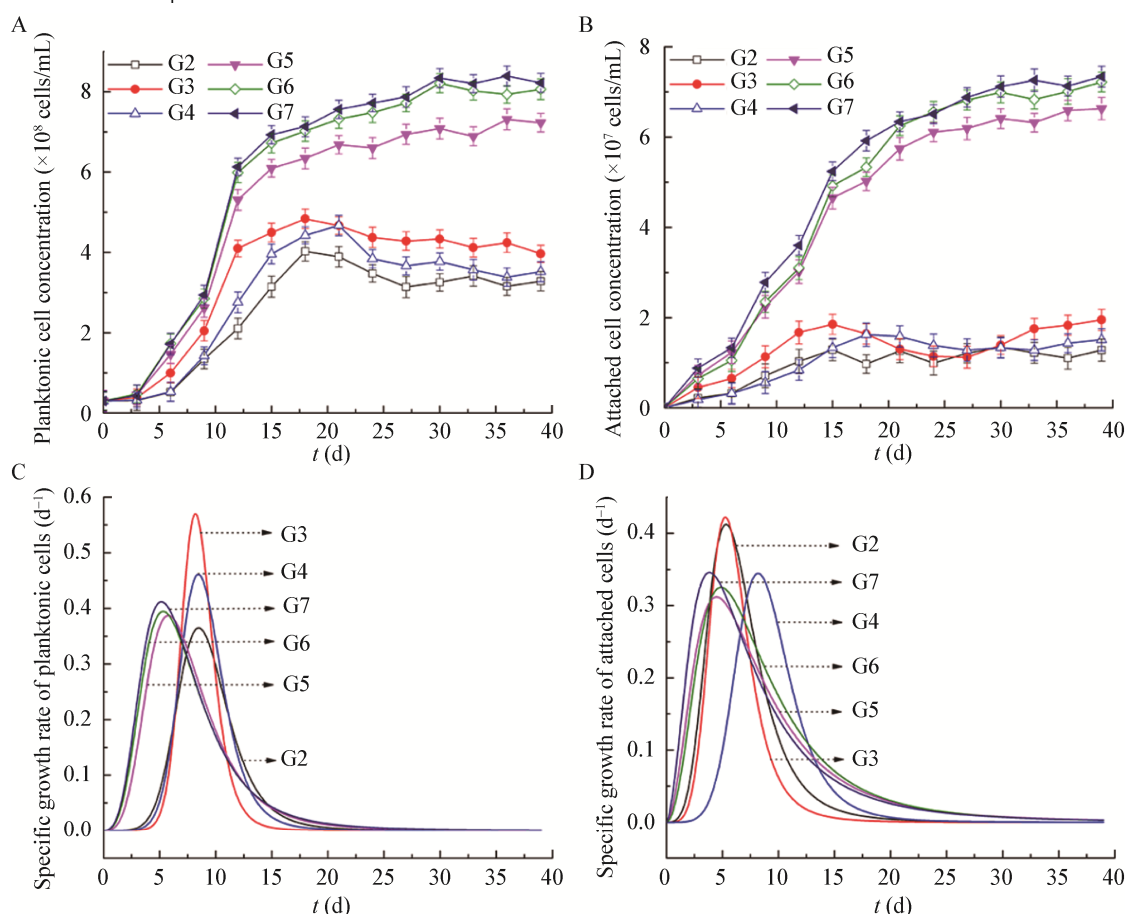 A
Planktonic cell concentration (×10⁸ cells/mL)
G2
G3
G4
G5
G6
G7
8
6
4
2
0
0 5 10 15 20 25 30 35 40
t (d)
B
Attached cell concentration (×10⁷ cells/mL)
G2
G3
G4
G5
G6
G7
8
6
4
2
0
0 5 10 15 20 25 30 35 40
t (d)
C
Specific growth rate of planktonic cells (d⁻¹)
0.6
0.5
0.4
0.3
0.2
0.1
0.0
G3
G4
G7
G6
G5
G2
0 5 10 15 20 25 30 35 40
t (d)
D
Specific growth rate of attached cells (d⁻¹)
0.4
0.3
0.2
0.1
0.0
G2
G7
G4
G6
G5
G3
0 5 10 15 20 25 30 35 40
t (d)